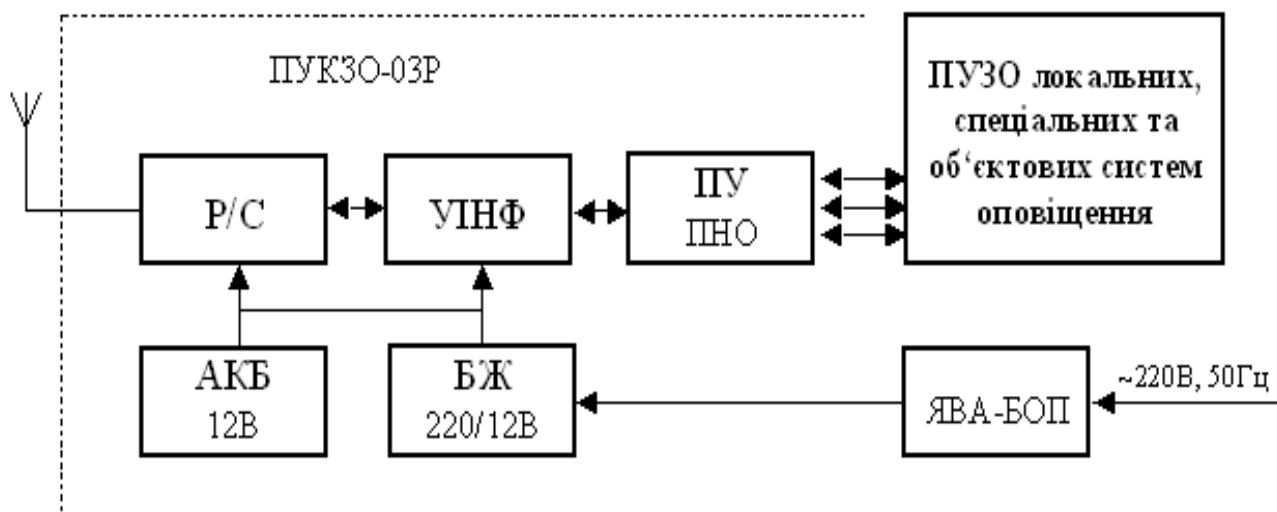 ПУКЗО-03Р
ПУЗО локальних,
спеціальних та
об‘єктових систем
оповіщення
Р/С
УІНФ
ПУ
ПНО
АКБ
12В
БЖ
220/12В
ЯВА-БОП
~220В, 50Гц